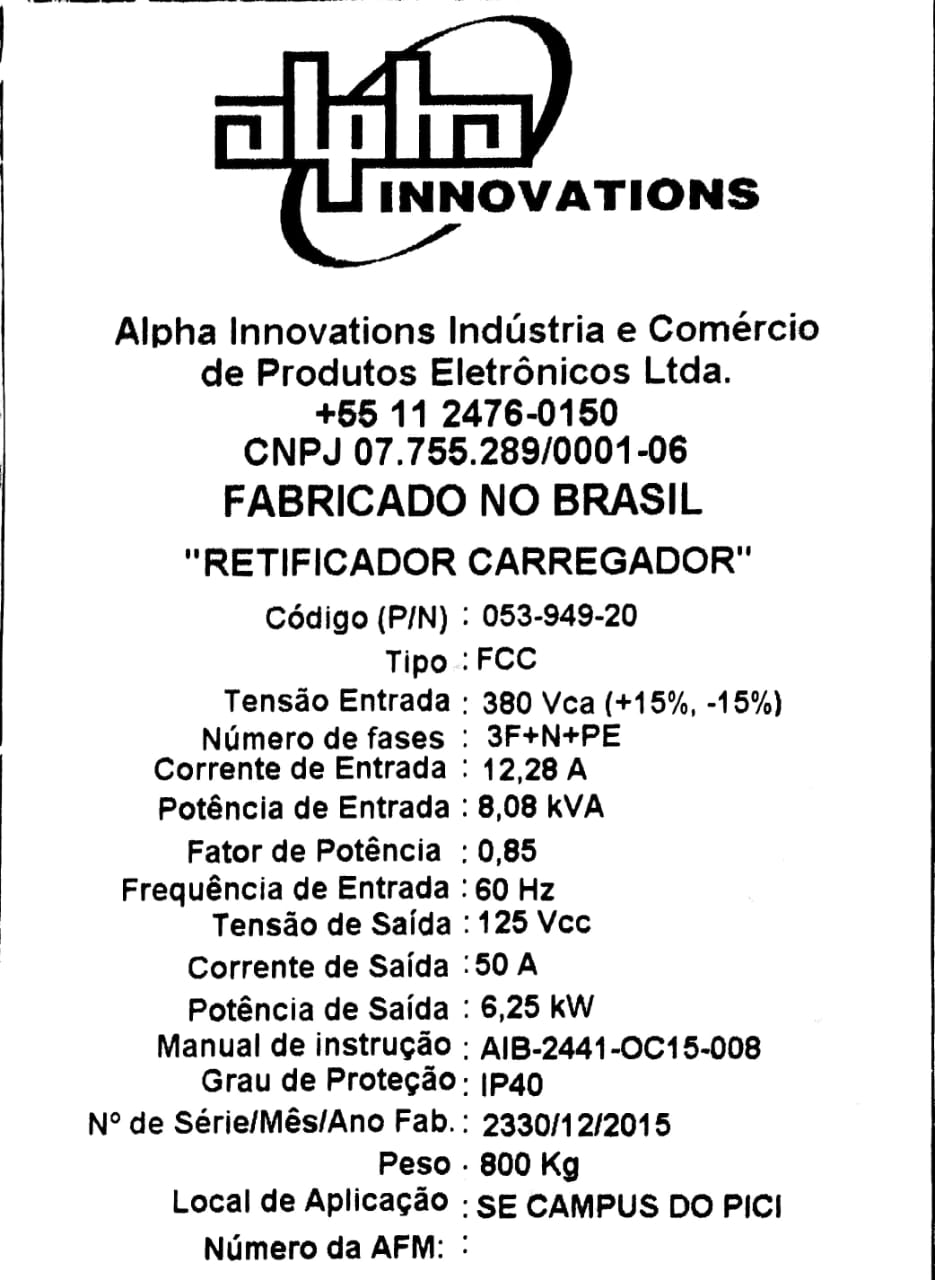 alpha
INNOVATIONS
Alpha Innovations Indústria e Comércio
de Produtos Eletrônicos Ltda.
+55 11 2476-0150
CNPJ 07.755.289/0001-06
FABRICADO NO BRASIL
"RETIFICADOR CARREGADOR"
Código (P/N) : 053-949-20
Tipo : FCC
Tensão Entrada : 380 Vca (+15%, -15%)
Número de fases : 3F+N+PE
Corrente de Entrada : 12,28 A
Potência de Entrada : 8,08 kVA
Fator de Potência : 0,85
Frequência de Entrada : 60 Hz
Tensão de Saída : 125 Vcc
Corrente de Saída : 50 A
Potência de Saída : 6,25 kW
Manual de instrução : AIB-2441-OC15-008
Grau de Proteção : IP40
Nº de Série/Mês/Ano Fab. : 2330/12/2015
Peso : 800 Kg
Local de Aplicação : SE CAMPUS DO PICI
Número da AFM: :